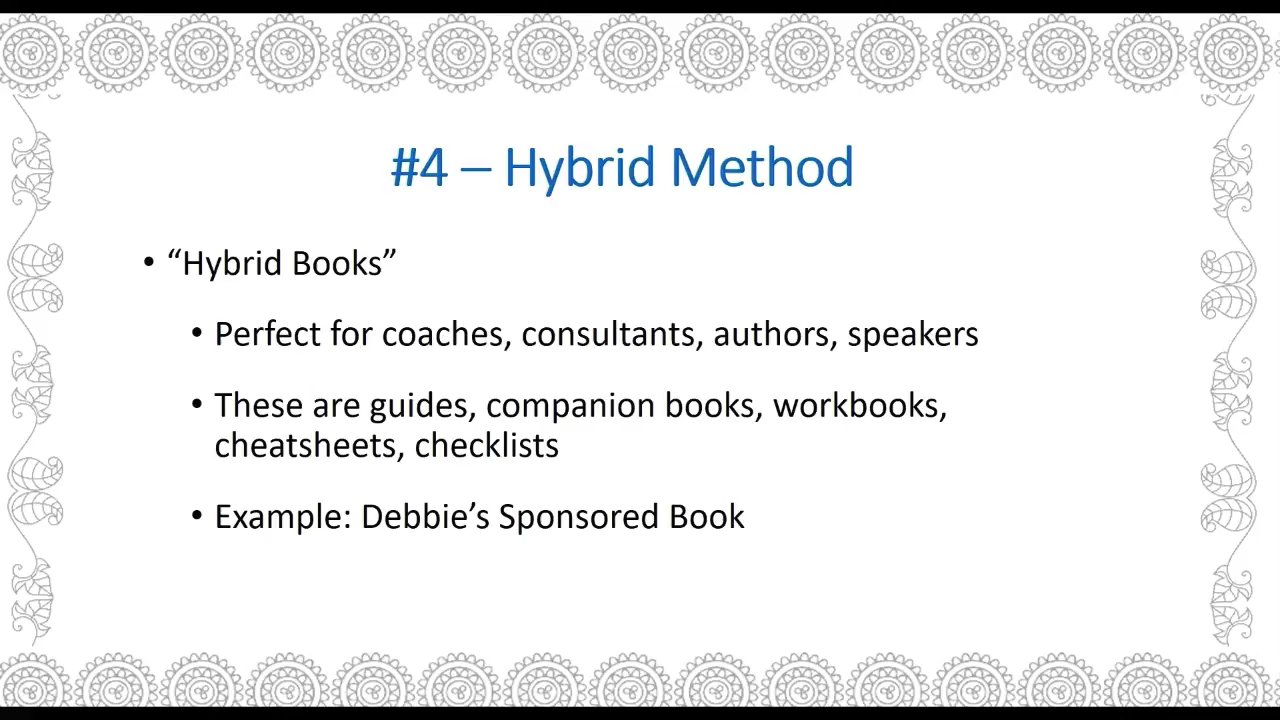 #4 – Hybrid Method
• “Hybrid Books”
• Perfect for coaches, consultants, authors, speakers
• These are guides, companion books, workbooks,
cheatsheets, checklists
• Example: Debbie’s Sponsored Book